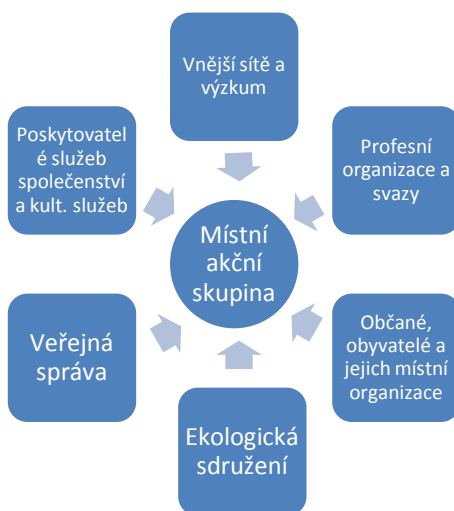 Vnější sítě a
výzkum
Poskytovatel
é služeb
společenství
a kult. služeb
Profesní
organizace a
svazy
Místní
akční
skupina
Veřejná
správa
Občané,
obyvatelé a
jejich místní
organizace
Ekologická
sdružení